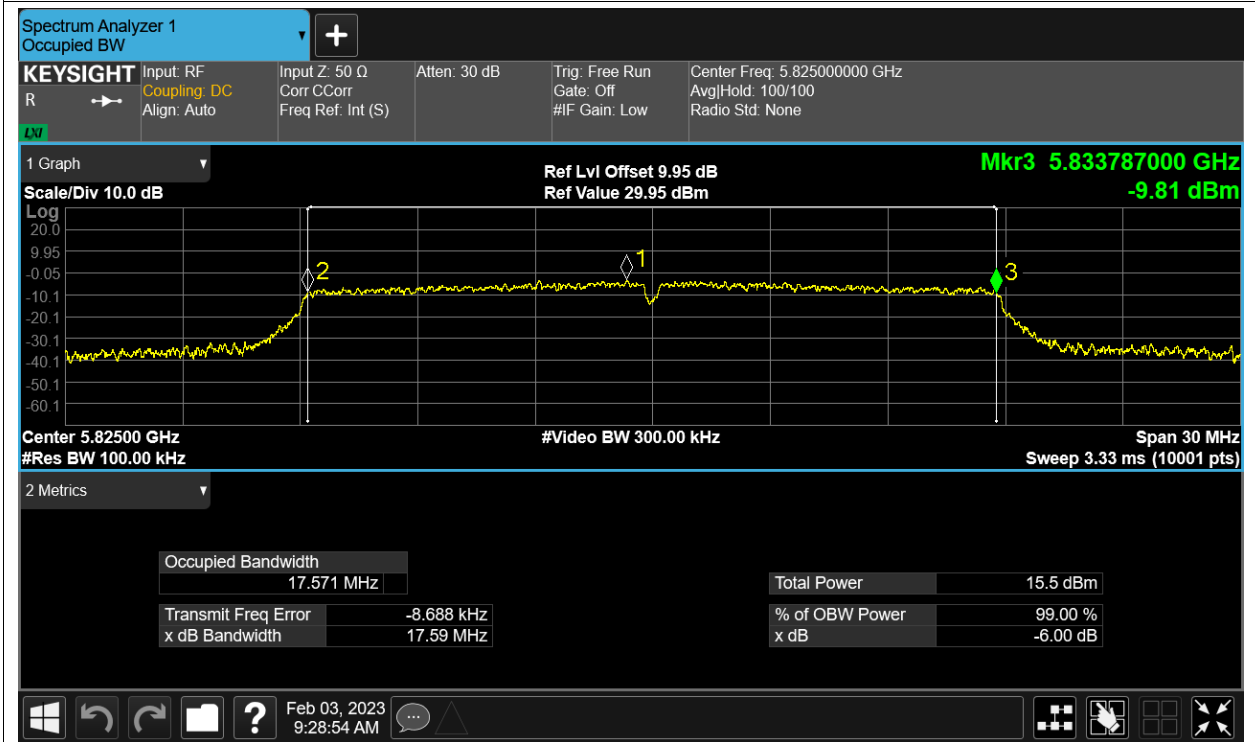 Spectrum Analyzer 1
Occupied BW
+
KEYSIGHT
R
LXI
Input: RF
Coupling: DC
Align: Auto
Input Z: 50 Ω
Corr CCorr
Freq Ref: Int (S)
Atten: 30 dB
Trig: Free Run
Gate: Off
#IF Gain: Low
Center Freq: 5.825000000 GHz
Avg|Hold: 100/100
Radio Std: None
1 Graph
Scale/Div 10.0 dB
Ref Lvl Offset 9.95 dB
Ref Value 29.95 dBm
Mkr3 5.833787000 GHz
-9.81 dBm
Log
20.0
9.95
-0.05
-10.1
-20.1
-30.1
-40.1
-50.1
-60.1
2
1
3
Center 5.82500 GHz
#Res BW 100.00 kHz
#Video BW 300.00 kHz
Span 30 MHz
Sweep 3.33 ms (10001 pts)
2 Metrics
Occupied Bandwidth
17.571 MHz
Transmit Freq Error -8.688 kHz
x dB Bandwidth 17.59 MHz
Total Power 15.5 dBm
% of OBW Power 99.00 %
x dB -6.00 dB
?
Feb 03, 2023
9:28:54 AM